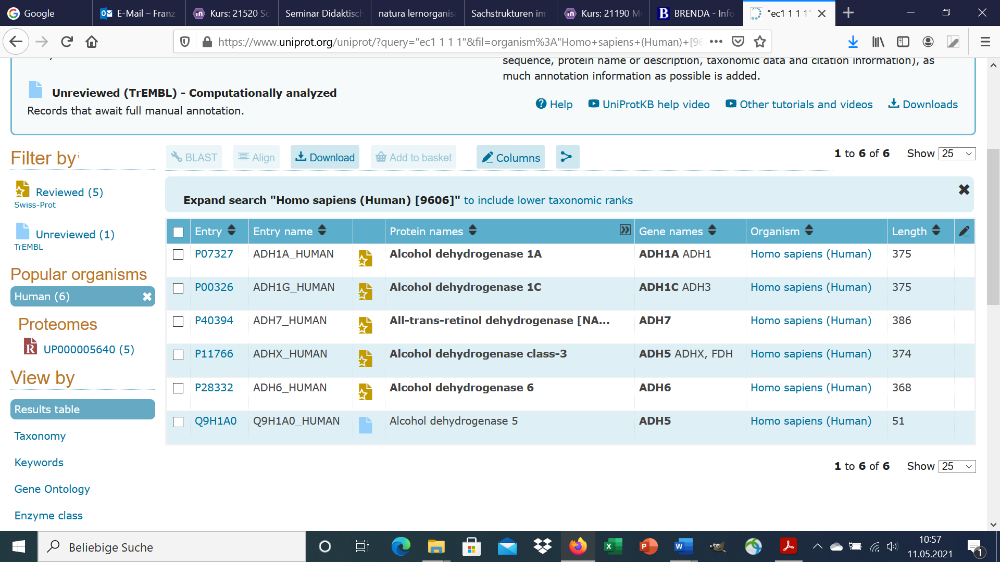 Google
E-Mail – Franz
Kurs: 21520 Sc
Seminar Didaktisch
natura lernorganisa
Sachstrukturen im
Kurs: 21190 Mo
BRENDA - Info
"ec1 1 1 1"
https://www.uniprot.org/uniprot/?query="ec1 1 1 1"&fil=organism%3A"Homo+sapiens+(Human)+[96
sequence, protein name or description, taxonomic data and citation information), as
much annotation information as possible is added.
Unreviewed (TrEMBL) - Computationally analyzed
Records that await full manual annotation.
Help UniProtKB help video Other tutorials and videos Downloads
Filter by i
BLAST Align Download Add to basket Columns
1 to 6 of 6 Show 25
Reviewed (5)
Swiss-Prot
Unreviewed (1)
TrEMBL
Popular organisms
Human (6)
Proteomes
R UP000005640 (5)
View by
Results table
Taxonomy
Keywords
Gene Ontology
Enzyme class
Expand search "Homo sapiens (Human) [9606]" to include lower taxonomic ranks
Entry Entry name Protein names Gene names Organism Length
P07327 ADH1A_HUMAN Alcohol dehydrogenase 1A ADH1A ADH1 Homo sapiens (Human) 375
P00326 ADH1G_HUMAN Alcohol dehydrogenase 1C ADH1C ADH3 Homo sapiens (Human) 375
P40394 ADH7_HUMAN All-trans-retinol dehydrogenase [NA... ADH7 Homo sapiens (Human) 386
P11766 ADHX_HUMAN Alcohol dehydrogenase class-3 ADH5 ADHX, FDH Homo sapiens (Human) 374
P28332 ADH6_HUMAN Alcohol dehydrogenase 6 ADH6 Homo sapiens (Human) 368
Q9H1A0 Q9H1A0_HUMAN Alcohol dehydrogenase 5 ADH5 Homo sapiens (Human) 51
1 to 6 of 6 Show 25
Beliebige Suche
10:57
11.05.2021
1